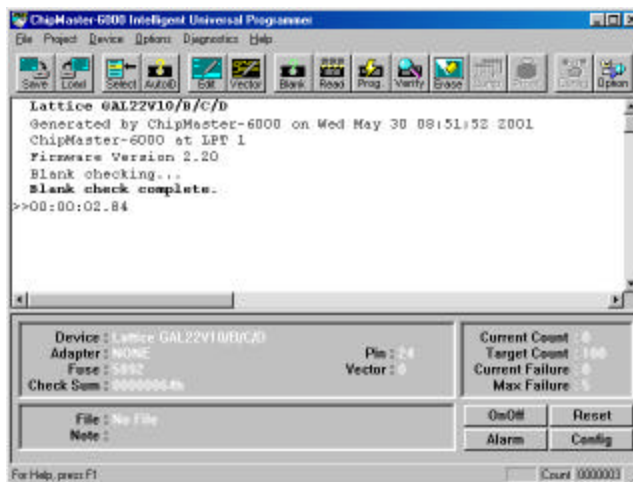 ChipMaster-6000 Intelligent Universal Programmer
File Project Device Options Diagnostics Help
Save Load Select AutoID Edit Vector Blank Read Prog. Verify Erase Config Option
Lattice GAL22V10/B/C/D
Generated by ChipMaster-6000 on Wed May 30 08:51:52 2001
ChipMaster-6000 at LPT 1
Firmware Version 2.20
Blank checking...
Blank check complete.
>>00:00:02.84
Device : Lattice GAL22V10/B/C/D
Adapter : NONE
Pin : 24
Fuse : 5892
Vector : 0
Check Sum : 00000064h
Current Count : 0
Target Count : 100
Current Failure : 0
Max Failure : 5
File : No File
Note :
OnOff Reset
Alarm Config
For Help, press F1
Count 0000003